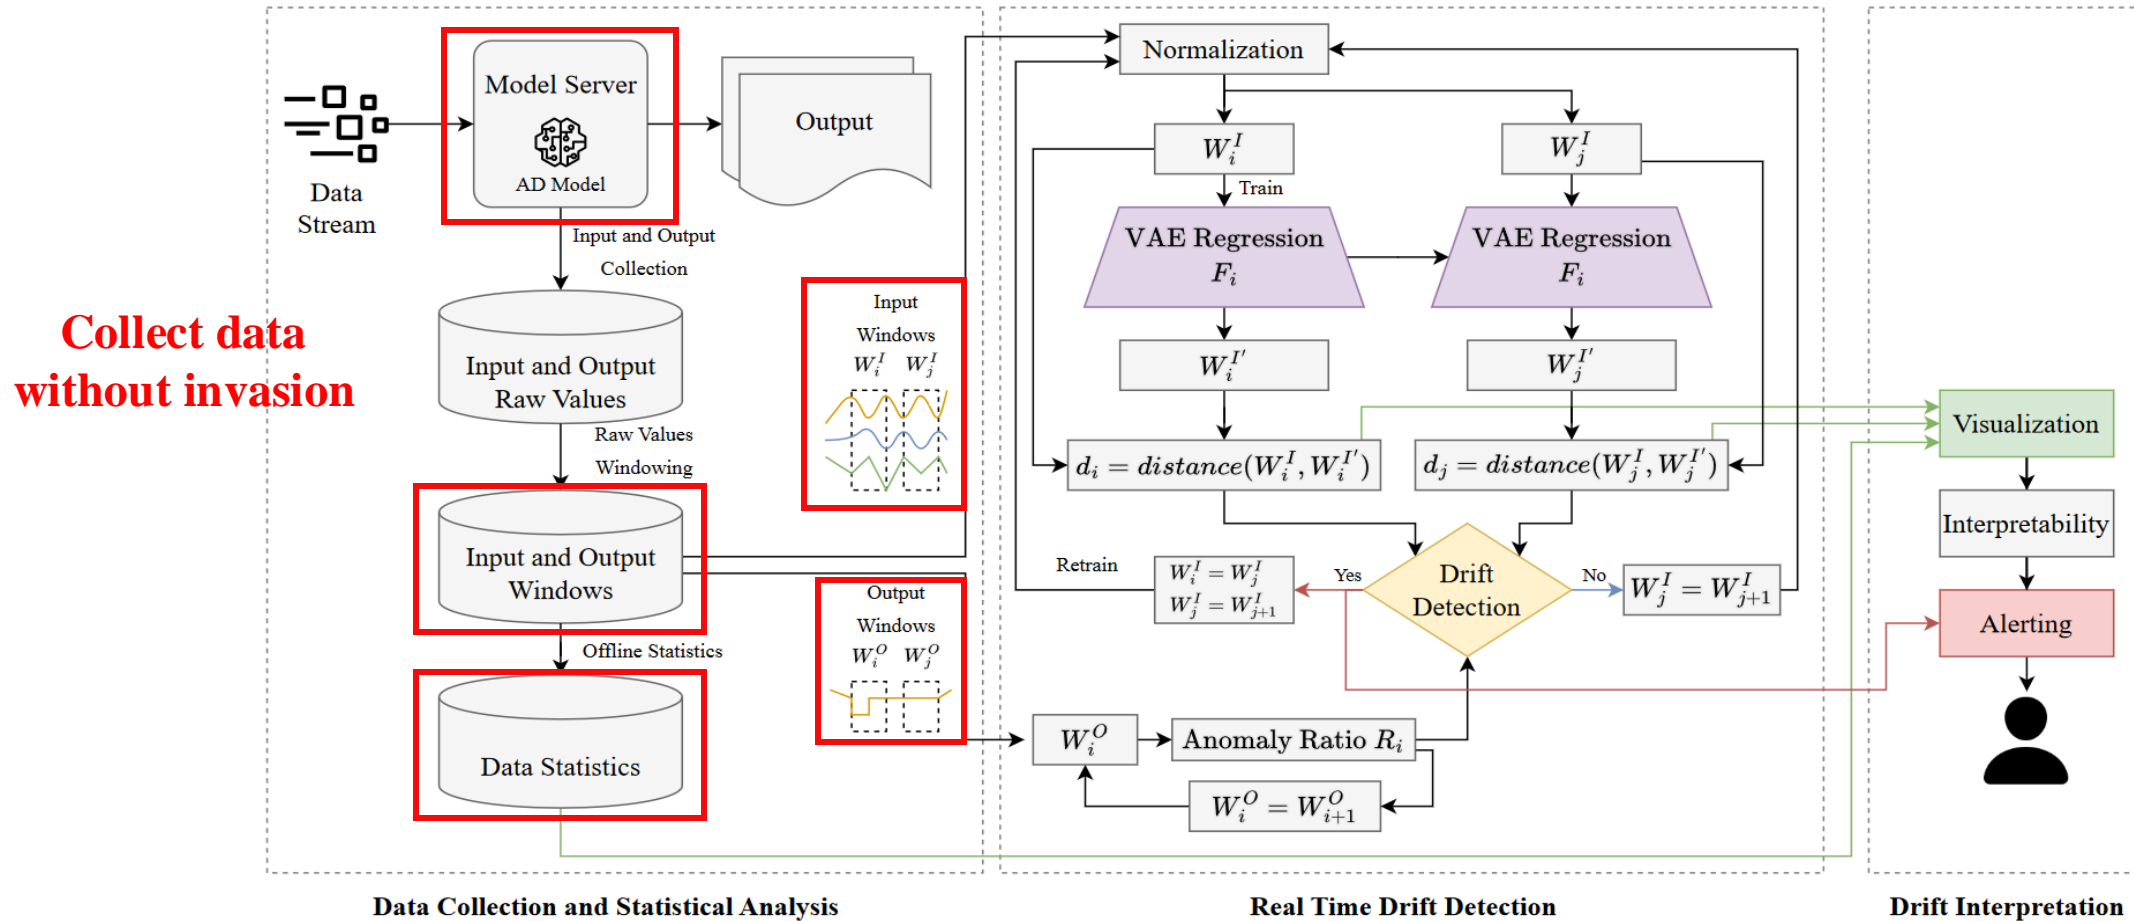 Data
Stream
Model Server
AD Model
Output
Input and Output
Collection
Collect data
without invasion
Input and Output
Raw Values
Raw Values
Windowing
Input and Output
Windows
Offline Statistics
Data Statistics
Input
Windows
W_i^I W_j^I
Output
Windows
W_i^O W_j^O
Data Collection and Statistical Analysis
Normalization
W_i^I
W_j^I
Train
VAE Regression
F_i
VAE Regression
F_i
W_i^{I'}
W_j^{I'}
d_i = distance(W_i^I, W_i^{I'})
d_j = distance(W_j^I, W_j^{I'})
Retrain
W_i^I = W_j^I
W_j^I = W_{j+1}^I
Yes
Drift
Detection
No
W_j^I = W_{j+1}^I
W_i^O
Anomaly Ratio R_i
W_i^O = W_{i+1}^O
Real Time Drift Detection
Visualization
Interpretability
Alerting
Drift Interpretation